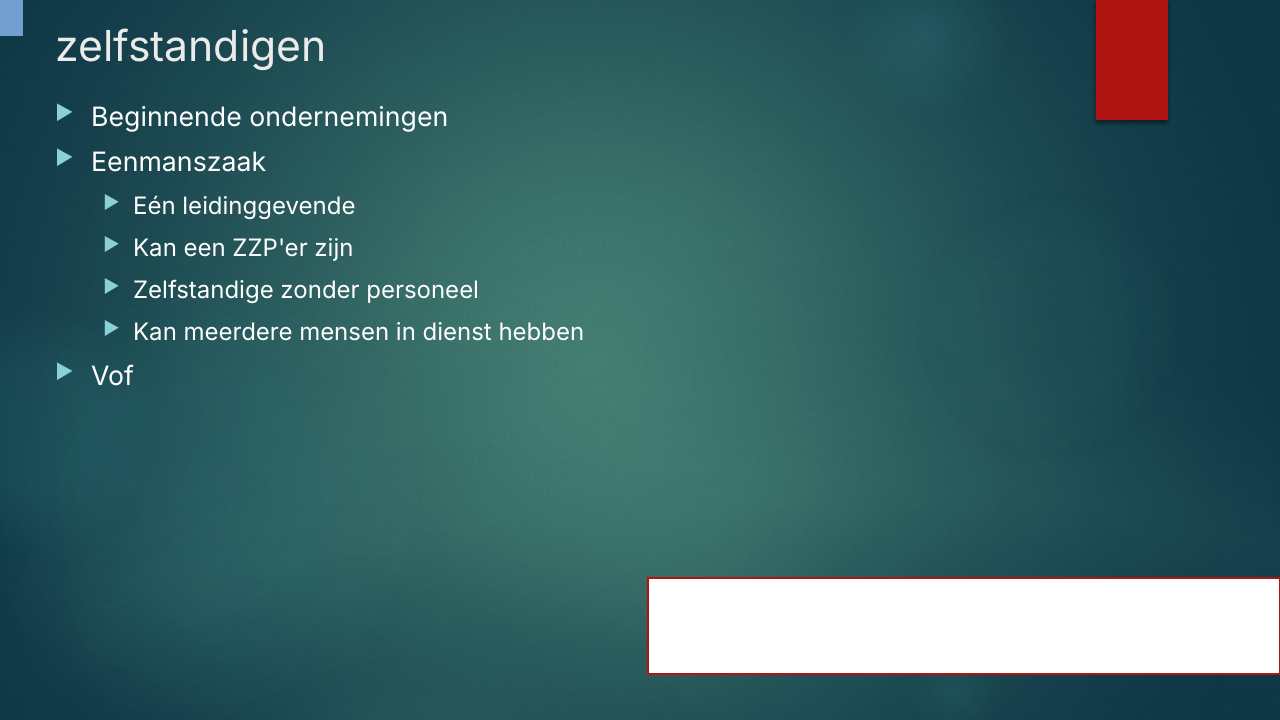 zelfstandigen
Beginnende ondernemingen
Eenmanszaak
Eén leidinggevende
Kan een ZZP'er zijn
Zelfstandige zonder personeel
Kan meerdere mensen in dienst hebben
Vof